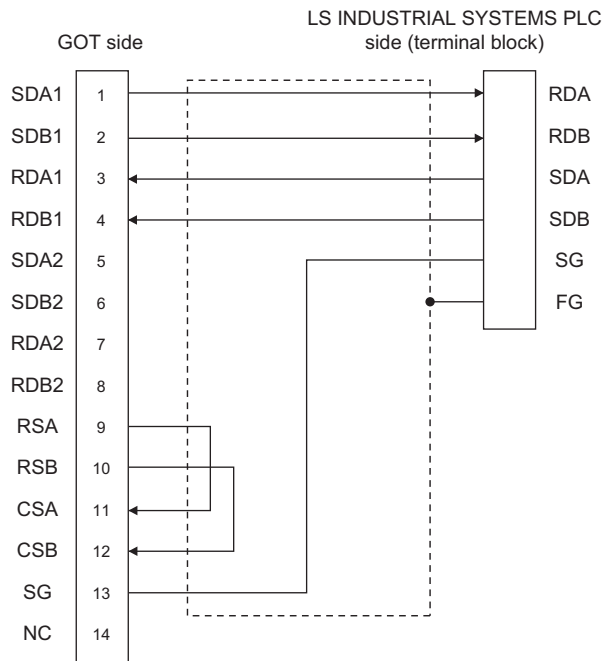 LS INDUSTRIAL SYSTEMS PLC
GOT side
side (terminal block)
SDA1 1 RDA
SDB1 2 RDB
RDA1 3 SDA
RDB1 4 SDB
SDA2 5 SG
SDB2 6 FG
RDA2 7
RDB2 8
RSA 9
RSB 10
CSA 11
CSB 12
SG 13
NC 14